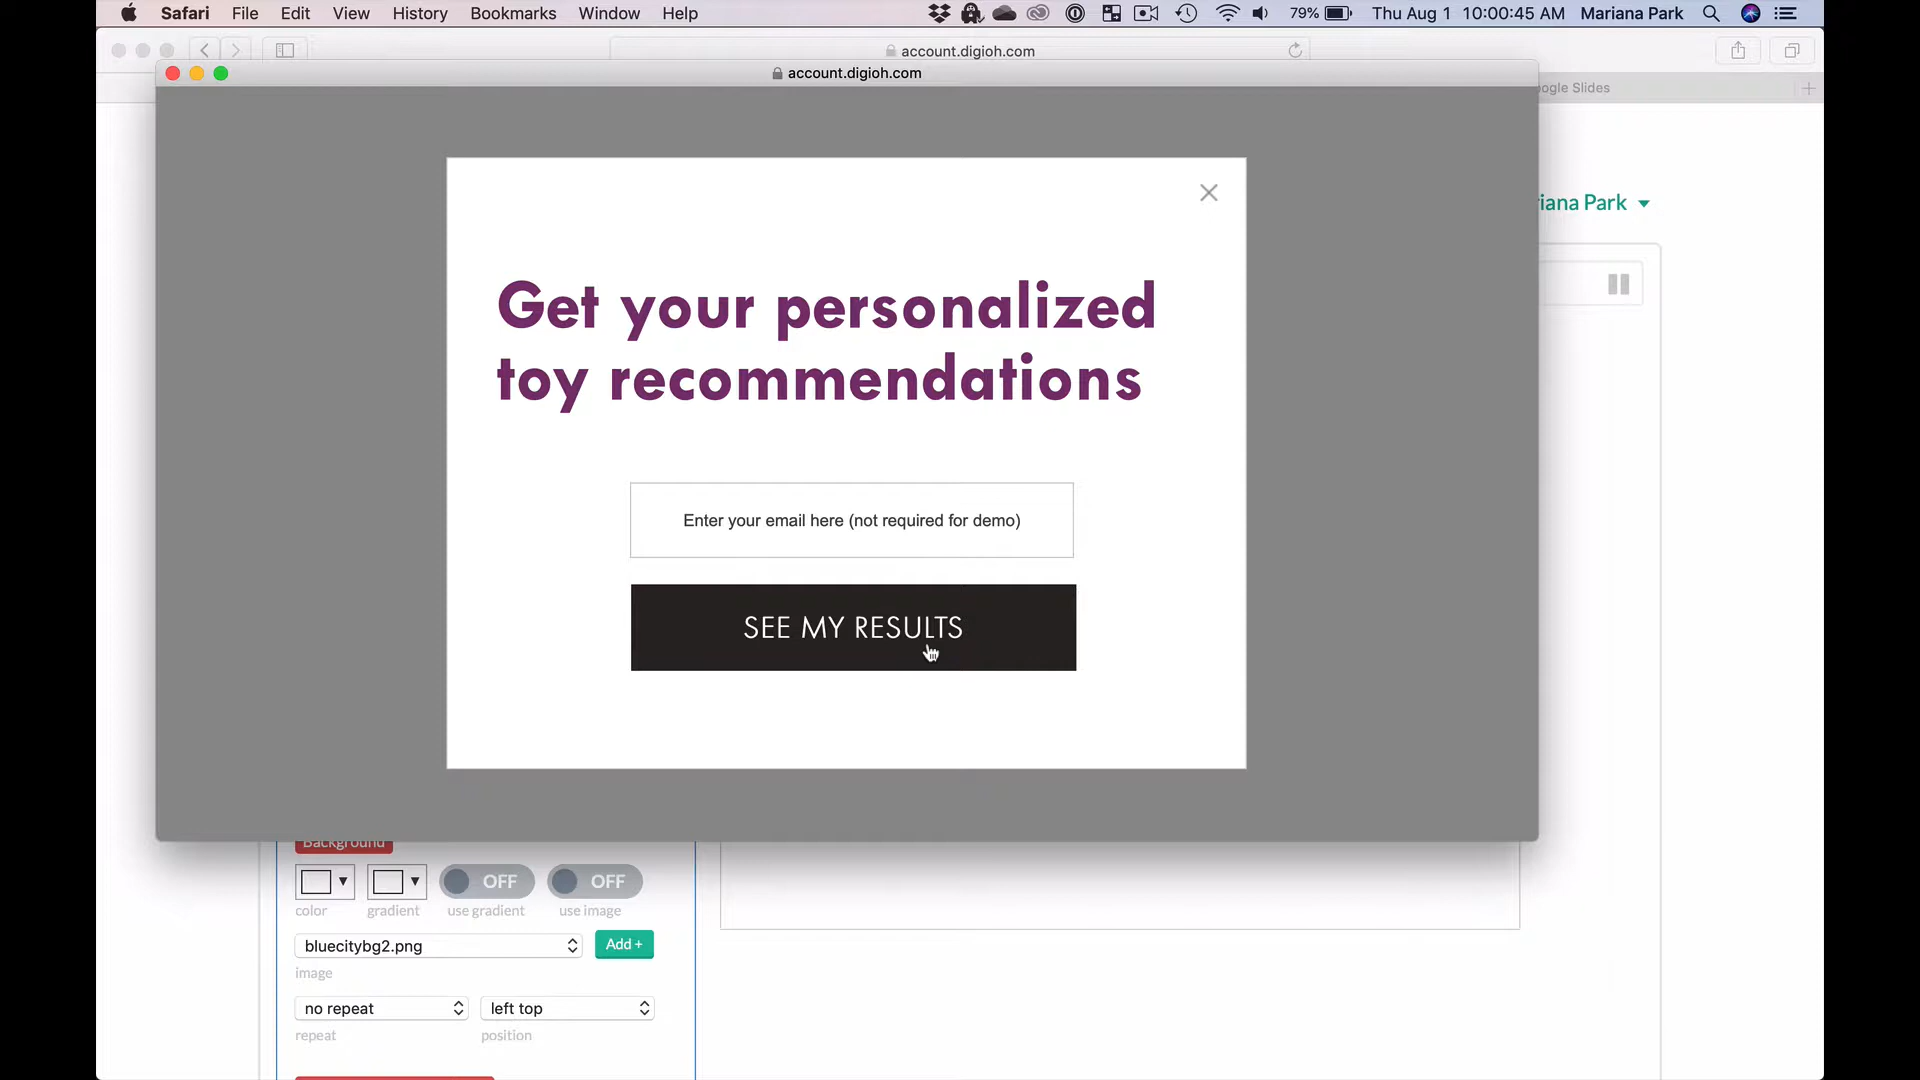 Safari File Edit View History Bookmarks Window Help 79% Thu Aug 1 10:00:45 AM Mariana Park
account.digioh.com
account.digioh.com
ogle Slides
iana Park
Get your personalized
toy recommendations
Enter your email here (not required for demo)
SEE MY RESULTS
Background
OFF OFF
color gradient use gradient use image
bluecitybg2.png Add +
image
no repeat left top
repeat position